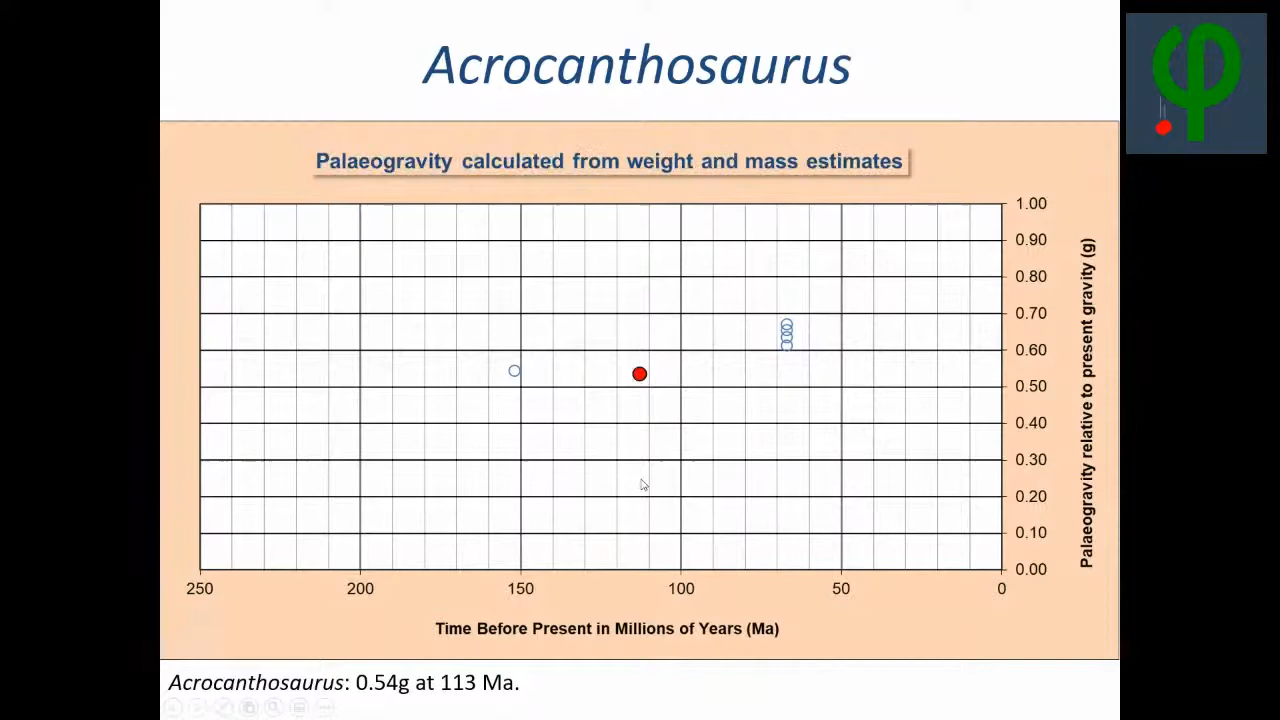 Acrocanthosaurus
Palaeogravity calculated from weight and mass estimates
1.00
0.90
0.80
0.70
0.60
0.50
0.40
0.30
0.20
0.10
0.00
Palaeogravity relative to present gravity (g)
250 200 150 100 50 0
Time Before Present in Millions of Years (Ma)
Acrocanthosaurus: 0.54g at 113 Ma.